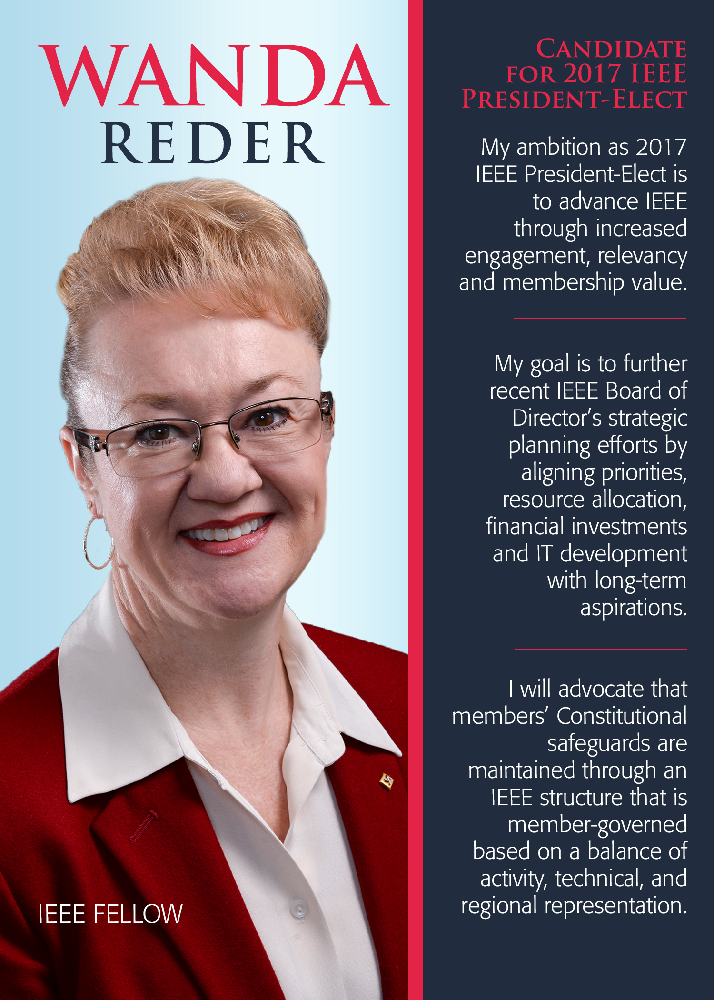 WANDA
REDER
IEEE FELLOW
CANDIDATE
FOR 2017 IEEE
PRESIDENT-ELECT
My ambition as 2017
IEEE President-Elect is
to advance IEEE
through increased
engagement, relevancy
and membership value.
My goal is to further
recent IEEE Board of
Director’s strategic
planning efforts by
aligning priorities,
resource allocation,
financial investments
and IT development
with long-term
aspirations.
I will advocate that
members’ Constitutional
safeguards are
maintained through an
IEEE structure that is
member-governed
based on a balance of
activity, technical, and
regional representation.